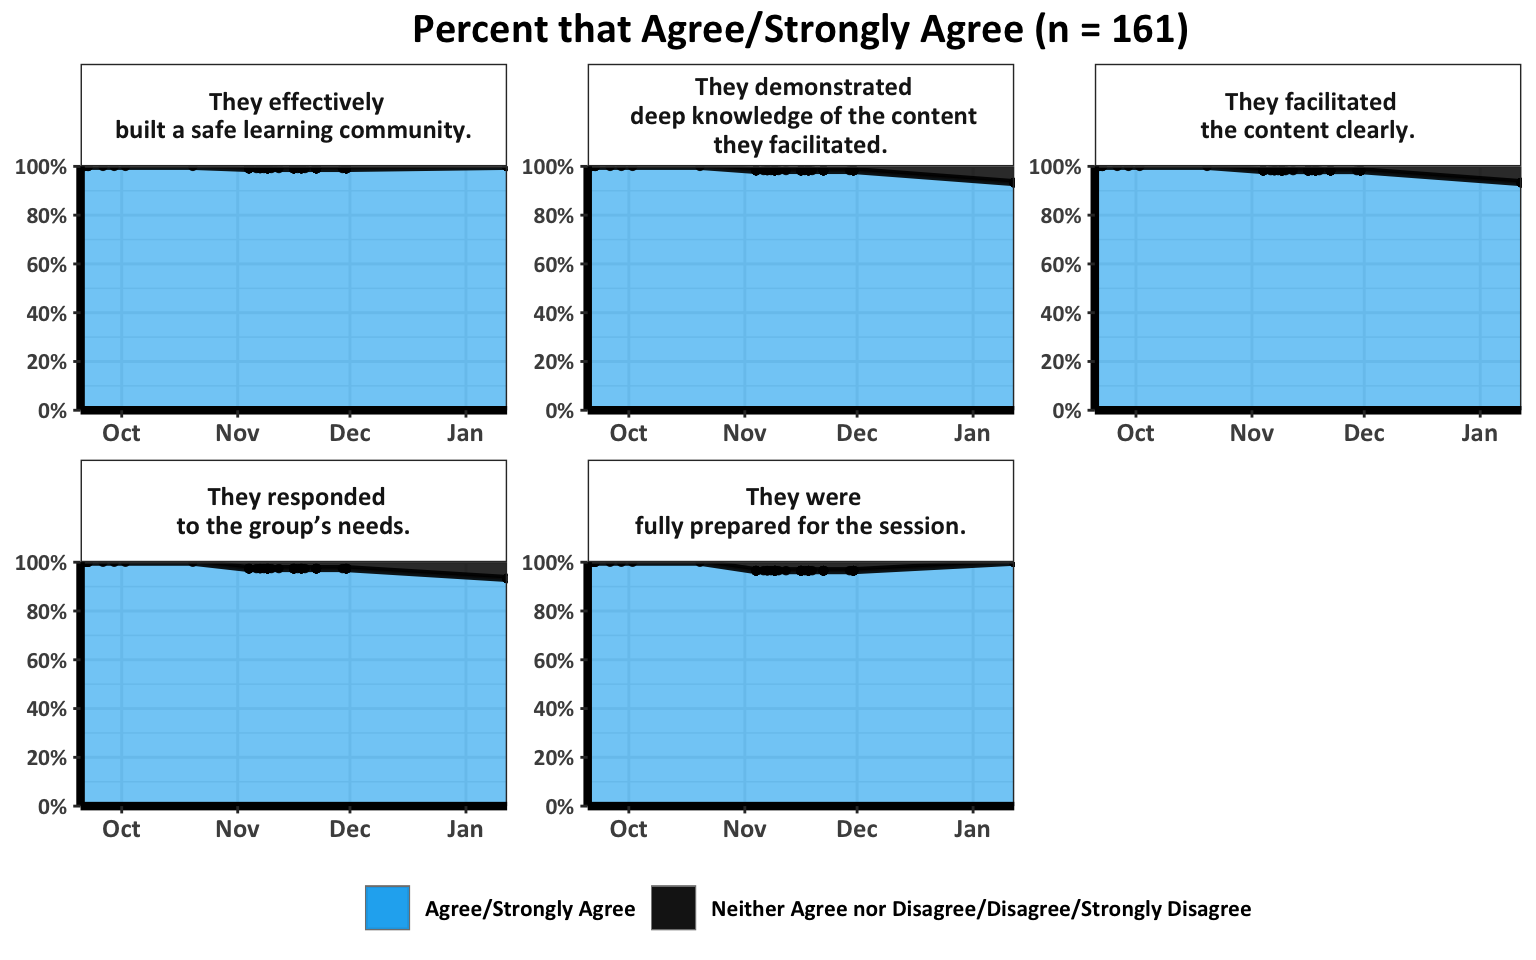 Percent that Agree/Strongly Agree (n = 161)
They effectively
built a safe learning community.
They demonstrated
deep knowledge of the content
they facilitated.
They facilitated
the content clearly.
100%
80%
60%
40%
20%
0%
Oct Nov Dec Jan
100%
80%
60%
40%
20%
0%
Oct Nov Dec Jan
100%
80%
60%
40%
20%
0%
Oct Nov Dec Jan
They responded
to the group’s needs.
They were
fully prepared for the session.
100%
80%
60%
40%
20%
0%
Oct Nov Dec Jan
100%
80%
60%
40%
20%
0%
Oct Nov Dec Jan
Agree/Strongly Agree Neither Agree nor Disagree/Disagree/Strongly Disagree